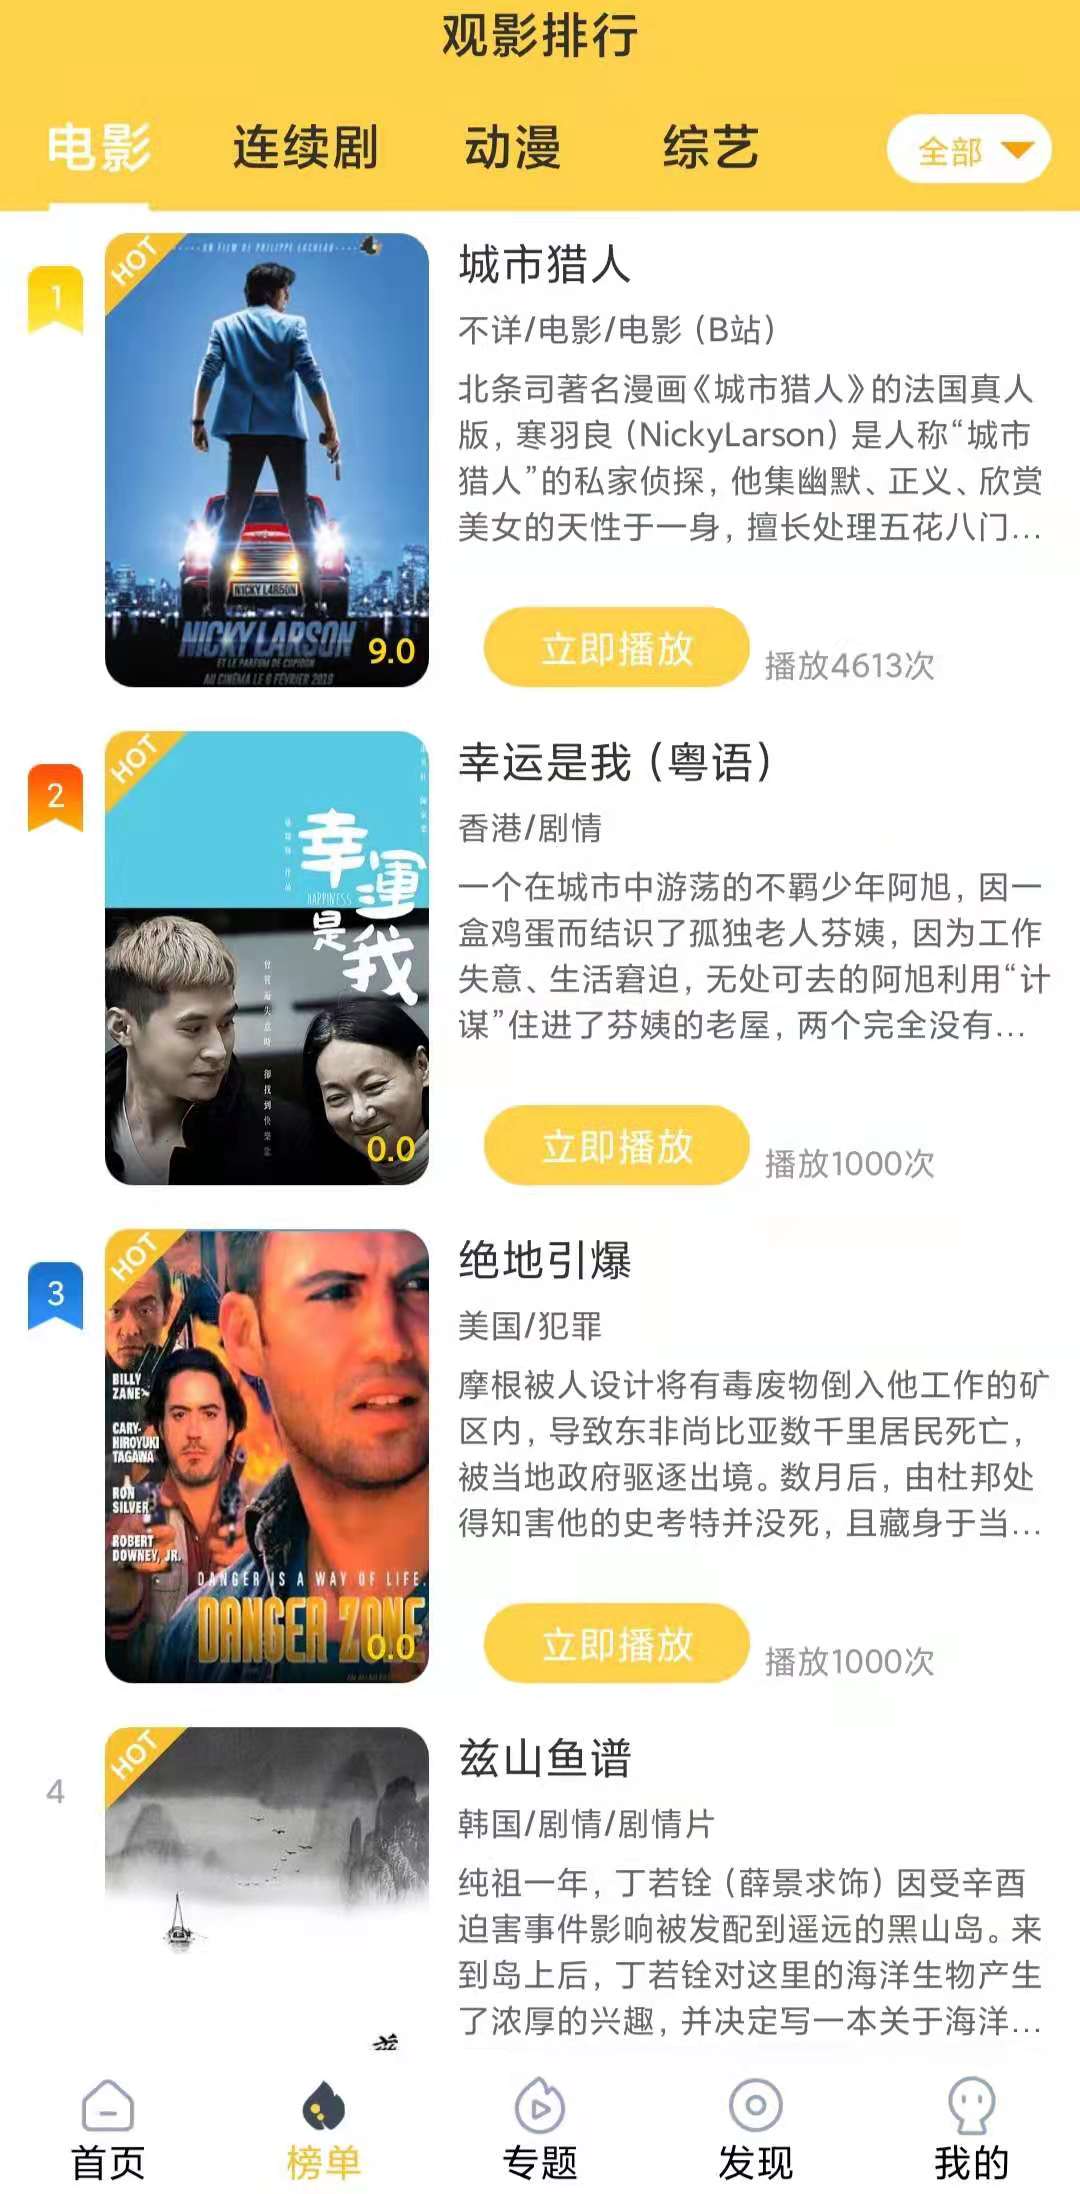 观影排行
电影
连续剧
动漫
综艺
全部
1
HOT
UN FILM DE PHILIPPE LACHEAU
NICKY LARSON
NICKY LARSON
ET LE PARFUM DE CUPIDON
AU CINÉMA LE 6 FÉVRIER 2019
9.0
城市猎人
不详/电影/电影（B站）
北条司著名漫画《城市猎人》的法国真人
版，寒羽良（NickyLarson）是人称“城市
猎人”的私家侦探，他集幽默、正义、欣赏
美女的天性于一身，擅长处理五花八门...
立即播放
播放4613次
2
HOT
幸運是我
HAPPINESS
曾經最失意時 卻找到快樂
0.0
幸运是我（粤语）
香港/剧情
一个在城市中游荡的不羁少年阿旭，因一
盒鸡蛋而结识了孤独老人芬姨，因为工作
失意、生活窘迫，无处可去的阿旭利用“计
谋”住进了芬姨的老屋，两个完全没有...
立即播放
播放1000次
3
HOT
BILLY
ZANE
CARY-
HIROYUKI
TAGAWA
RON
SILVER
ROBERT
DOWNEY, JR.
DANGER IS A WAY OF LIFE.
DANGER ZONE
0.0
绝地引爆
美国/犯罪
摩根被人设计将有毒废物倒入他工作的矿
区内，导致东非尚比亚数千里居民死亡，
被当地政府驱逐出境。数月后，由杜邦处
得知害他的史考特并没死，且藏身于当...
立即播放
播放1000次
4
HOT
兹山鱼谱
韩国/剧情/剧情片
纯祖一年，丁若铨（薛景求饰）因受辛酉
迫害事件影响被发配到遥远的黑山岛。来
到岛上后，丁若铨对这里的海洋生物产生
了浓厚的兴趣，并决定写一本关于海洋...
首页
榜单
专题
发现
我的